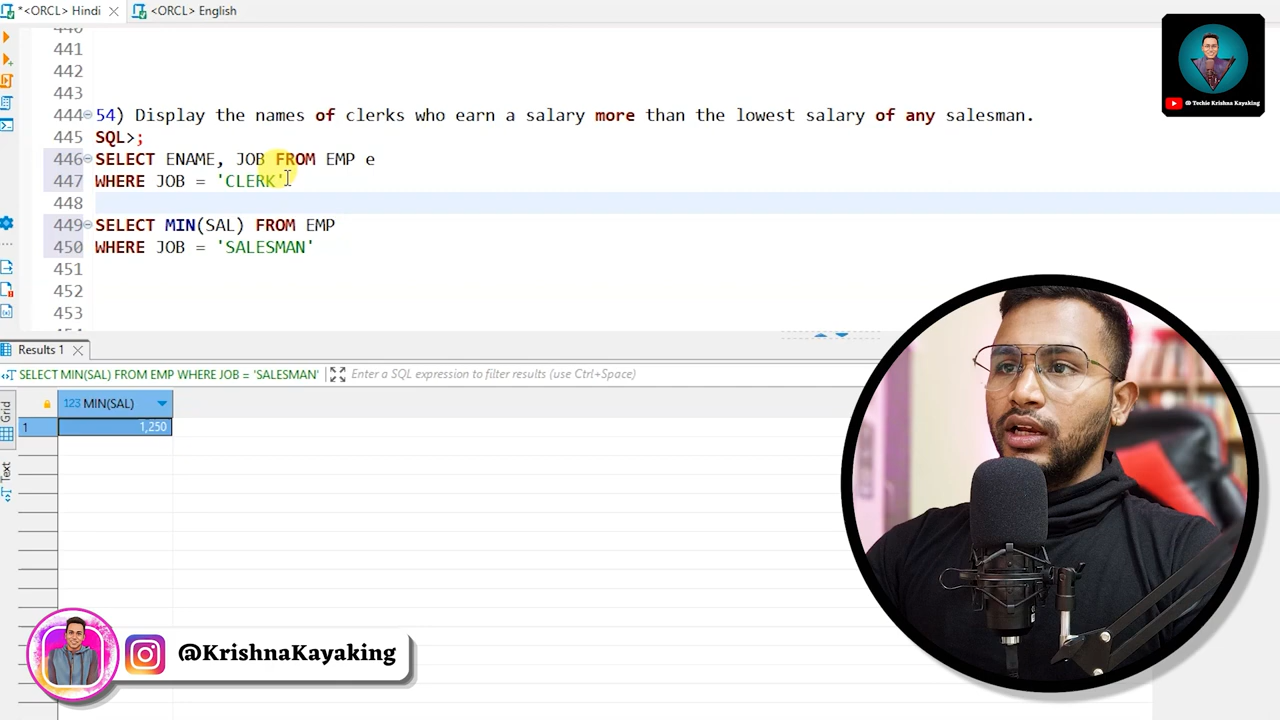 *<ORCL> Hindi
<ORCL> English
@ Techie Krishna Kayaking
441
442
443
444 54) Display the names of clerks who earn a salary more than the lowest salary of any salesman.
445 SQL>;
446 SELECT ENAME, JOB FROM EMP e
447 WHERE JOB = 'CLERK'
448
449 SELECT MIN(SAL) FROM EMP
450 WHERE JOB = 'SALESMAN'
451
452
453
Results 1
SELECT MIN(SAL) FROM EMP WHERE JOB = 'SALESMAN' Enter a SQL expression to filter results (use Ctrl+Space)
Grid
Text
123 MIN(SAL)
1 1,250
@KrishnaKayaking